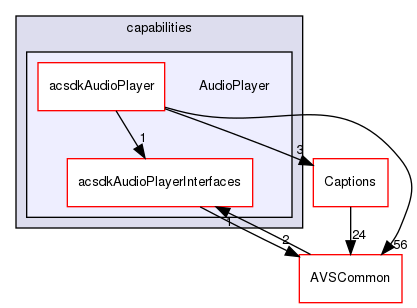 capabilities
acsdkAudioPlayer
AudioPlayer
1
3
acsdkAudioPlayerInterfaces
Captions
1
2
24
56
AVSCommon